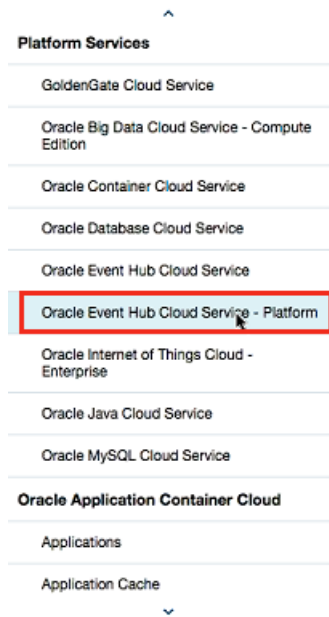 Platform Services
GoldenGate Cloud Service
Oracle Big Data Cloud Service - Compute
Edition
Oracle Container Cloud Service
Oracle Database Cloud Service
Oracle Event Hub Cloud Service
Oracle Event Hub Cloud Service - Platform
Oracle Internet of Things Cloud -
Enterprise
Oracle Java Cloud Service
Oracle MySQL Cloud Service
Oracle Application Container Cloud
Applications
Application Cache